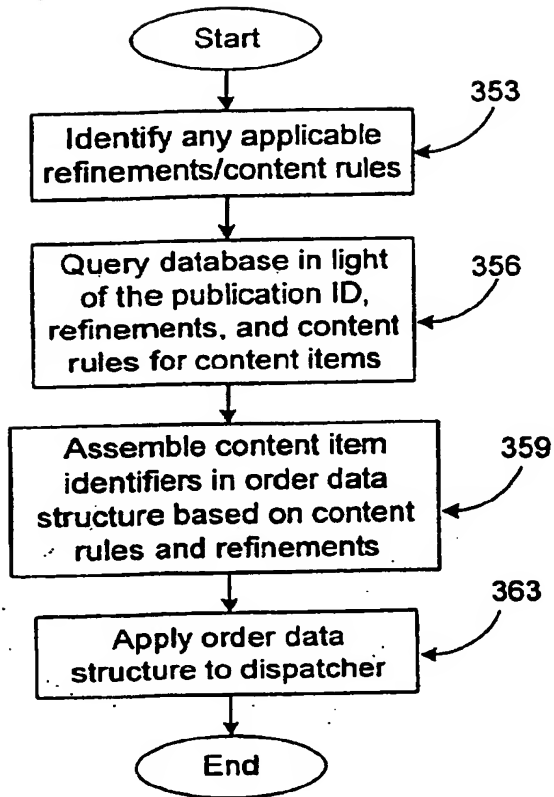 Start
353
Identify any applicable
refinements/content rules
356
Query database in light
of the publication ID,
refinements, and content
rules for content items
359
Assemble content item
identifiers in order data
structure based on content
rules and refinements
363
Apply order data
structure to dispatcher
End